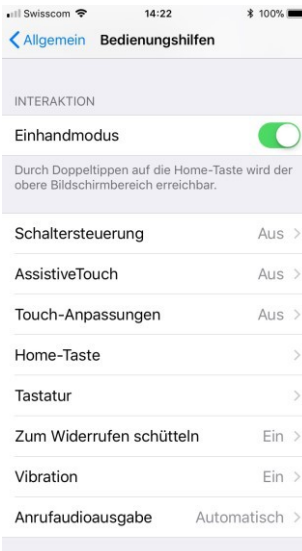 Swisscom 14:22 100%
Allgemein Bedienungshilfen
INTERAKTION
Einhandmodus
Durch Doppeltippen auf die Home-Taste wird der
obere Bildschirmbereich erreichbar.
Schaltersteuerung Aus
AssistiveTouch Aus
Touch-Anpassungen Aus
Home-Taste
Tastatur
Zum Widerrufen schütteln Ein
Vibration Ein
Anrufaudioausgabe Automatisch